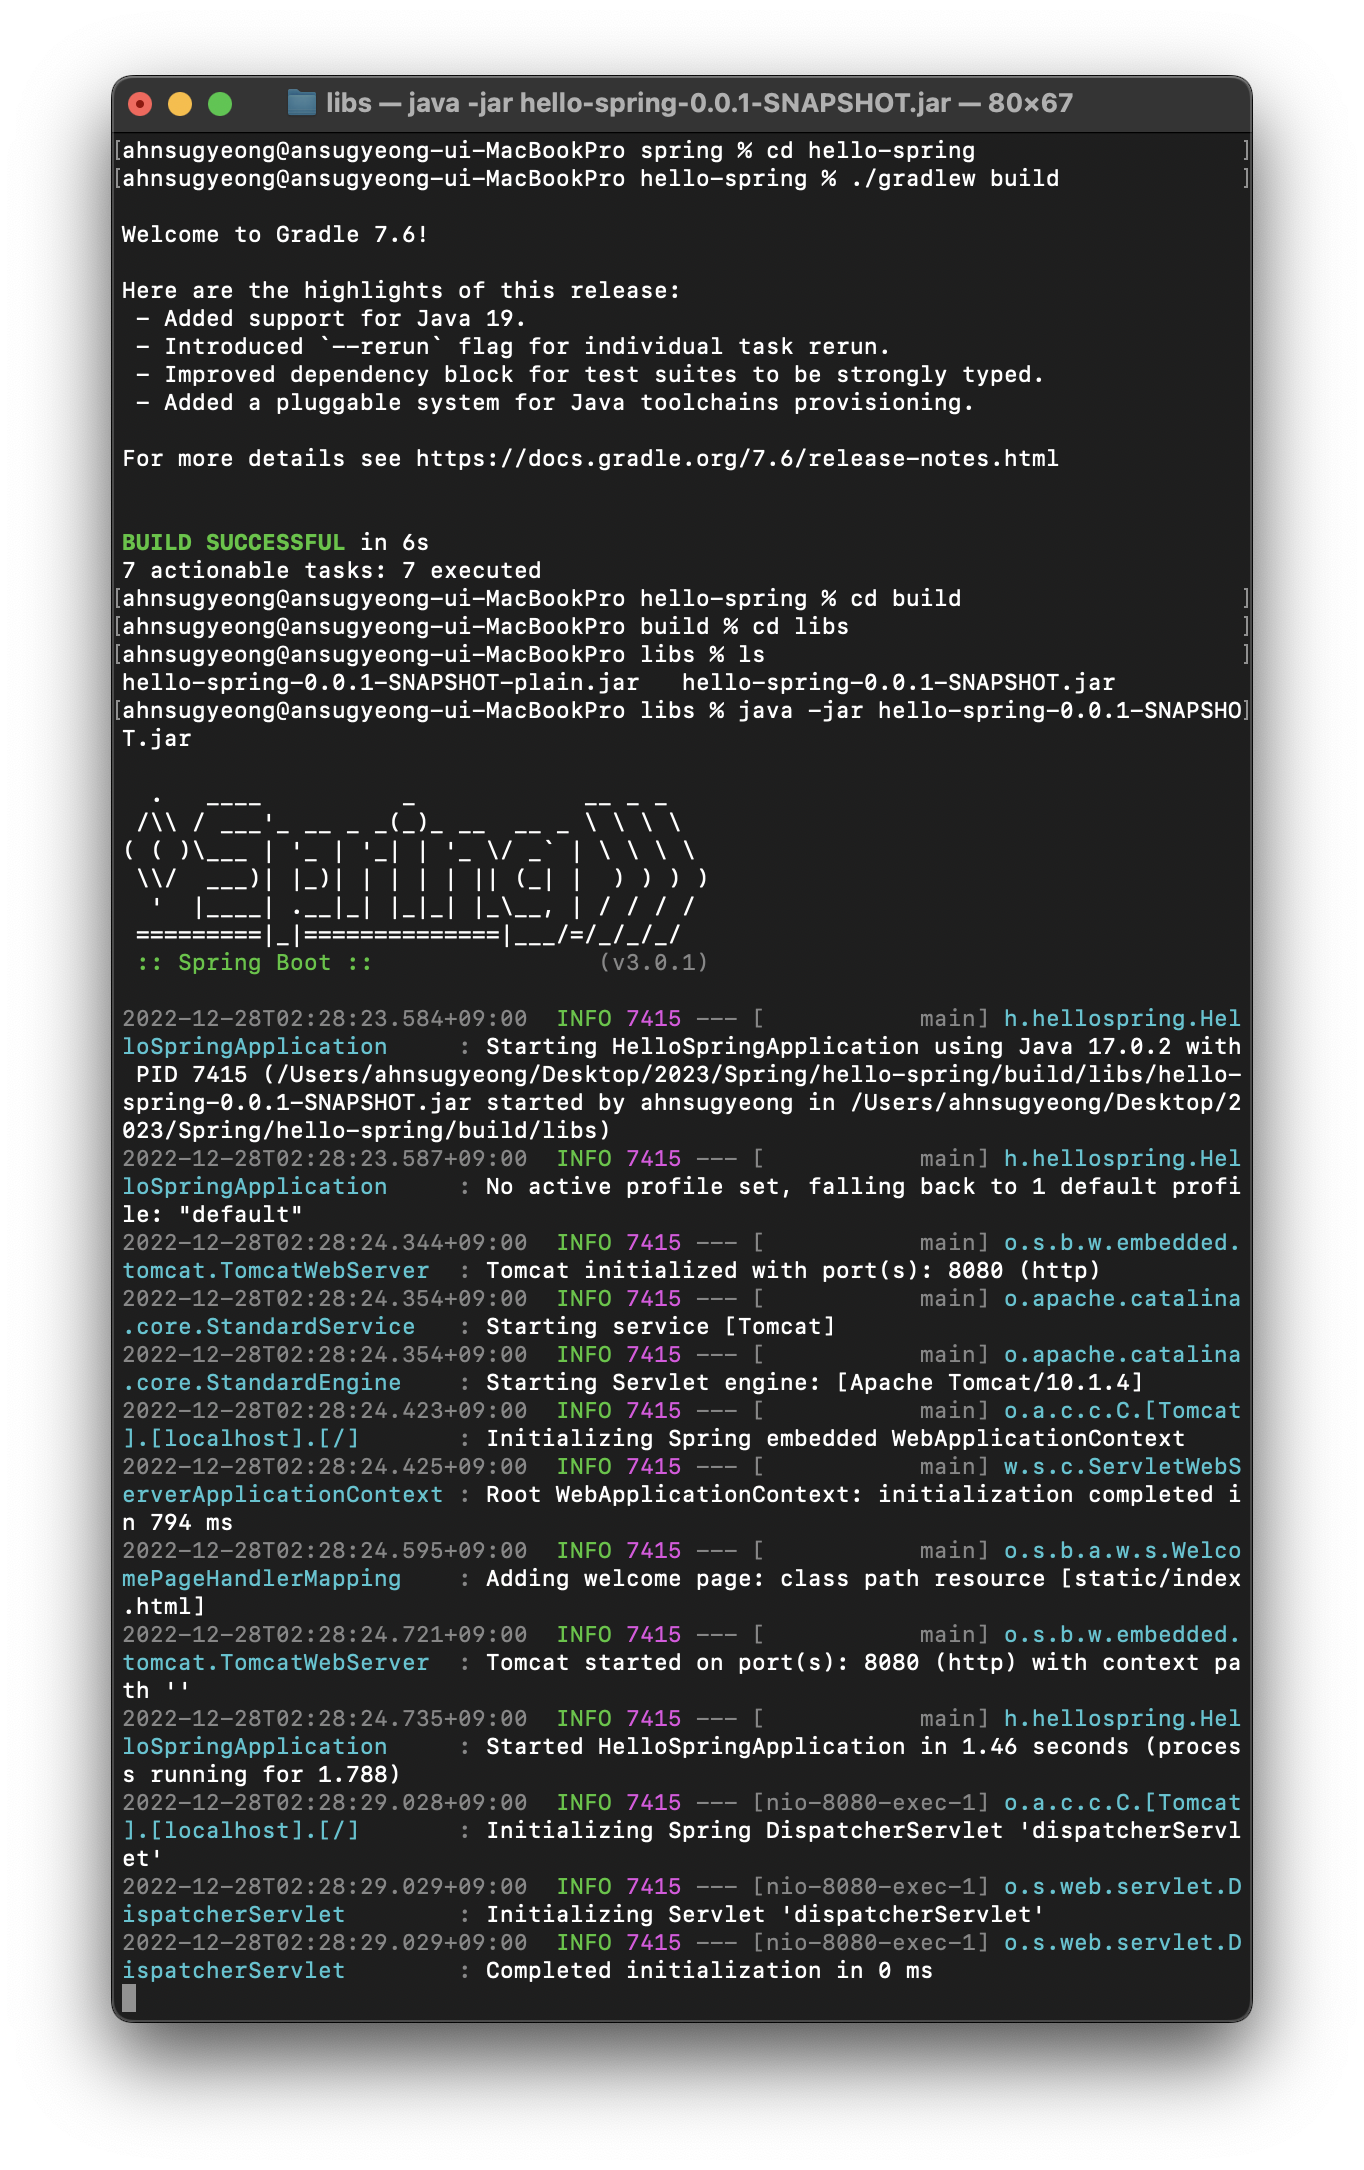 libs — java -jar hello-spring-0.0.1-SNAPSHOT.jar — 80×67
[ahnsugyeong@ansugyeong-ui-MacBookPro spring % cd hello-spring                   ]
[ahnsugyeong@ansugyeong-ui-MacBookPro hello-spring % ./gradlew build             ]
Welcome to Gradle 7.6!
Here are the highlights of this release:
 - Added support for Java 19.
 - Introduced `--rerun` flag for individual task rerun.
 - Improved dependency block for test suites to be strongly typed.
 - Added a pluggable system for Java toolchains provisioning.
For more details see https://docs.gradle.org/7.6/release-notes.html
BUILD SUCCESSFUL in 6s
7 actionable tasks: 7 executed
[ahnsugyeong@ansugyeong-ui-MacBookPro hello-spring % cd build                    ]
[ahnsugyeong@ansugyeong-ui-MacBookPro build % cd libs                            ]
[ahnsugyeong@ansugyeong-ui-MacBookPro libs % ls                                  ]
hello-spring-0.0.1-SNAPSHOT-plain.jar   hello-spring-0.0.1-SNAPSHOT.jar
[ahnsugyeong@ansugyeong-ui-MacBookPro libs % java -jar hello-spring-0.0.1-SNAPSHO]
T.jar
  .   ____          _            __ _ _
 /\\ / ___'_ __ _ _(_)_ __  __ _ \ \ \ \
( ( )\___ | '_ | '_| | '_ \/ _` | \ \ \ \
 \\/  ___)| |_)| | | | | || (_| |  ) ) ) )
  '  |____| .__|_| |_|_| |_\__, | / / / /
 =========|_|==============|___/=/_/_/_/
 :: Spring Boot ::                (v3.0.1)
2022-12-28T02:28:23.584+09:00  INFO 7415 --- [           main] h.hellospring.Hel
loSpringApplication     : Starting HelloSpringApplication using Java 17.0.2 with
 PID 7415 (/Users/ahnsugyeong/Desktop/2023/Spring/hello-spring/build/libs/hello-
spring-0.0.1-SNAPSHOT.jar started by ahnsugyeong in /Users/ahnsugyeong/Desktop/2
023/Spring/hello-spring/build/libs)
2022-12-28T02:28:23.587+09:00  INFO 7415 --- [           main] h.hellospring.Hel
loSpringApplication     : No active profile set, falling back to 1 default profi
le: "default"
2022-12-28T02:28:24.344+09:00  INFO 7415 --- [           main] o.s.b.w.embedded.
tomcat.TomcatWebServer  : Tomcat initialized with port(s): 8080 (http)
2022-12-28T02:28:24.354+09:00  INFO 7415 --- [           main] o.apache.catalina
.core.StandardService   : Starting service [Tomcat]
2022-12-28T02:28:24.354+09:00  INFO 7415 --- [           main] o.apache.catalina
.core.StandardEngine    : Starting Servlet engine: [Apache Tomcat/10.1.4]
2022-12-28T02:28:24.423+09:00  INFO 7415 --- [           main] o.a.c.c.C.[Tomcat
].[localhost].[/]       : Initializing Spring embedded WebApplicationContext
2022-12-28T02:28:24.425+09:00  INFO 7415 --- [           main] w.s.c.ServletWebS
erverApplicationContext : Root WebApplicationContext: initialization completed i
n 794 ms
2022-12-28T02:28:24.595+09:00  INFO 7415 --- [           main] o.s.b.a.w.s.Welco
mePageHandlerMapping    : Adding welcome page: class path resource [static/index
.html]
2022-12-28T02:28:24.721+09:00  INFO 7415 --- [           main] o.s.b.w.embedded.
tomcat.TomcatWebServer  : Tomcat started on port(s): 8080 (http) with context pa
th ''
2022-12-28T02:28:24.735+09:00  INFO 7415 --- [           main] h.hellospring.Hel
loSpringApplication     : Started HelloSpringApplication in 1.46 seconds (proces
s running for 1.788)
2022-12-28T02:28:29.028+09:00  INFO 7415 --- [nio-8080-exec-1] o.a.c.c.C.[Tomcat
].[localhost].[/]       : Initializing Spring DispatcherServlet 'dispatcherServl
et'
2022-12-28T02:28:29.029+09:00  INFO 7415 --- [nio-8080-exec-1] o.s.web.servlet.D
ispatcherServlet        : Initializing Servlet 'dispatcherServlet'
2022-12-28T02:28:29.029+09:00  INFO 7415 --- [nio-8080-exec-1] o.s.web.servlet.D
ispatcherServlet        : Completed initialization in 0 ms